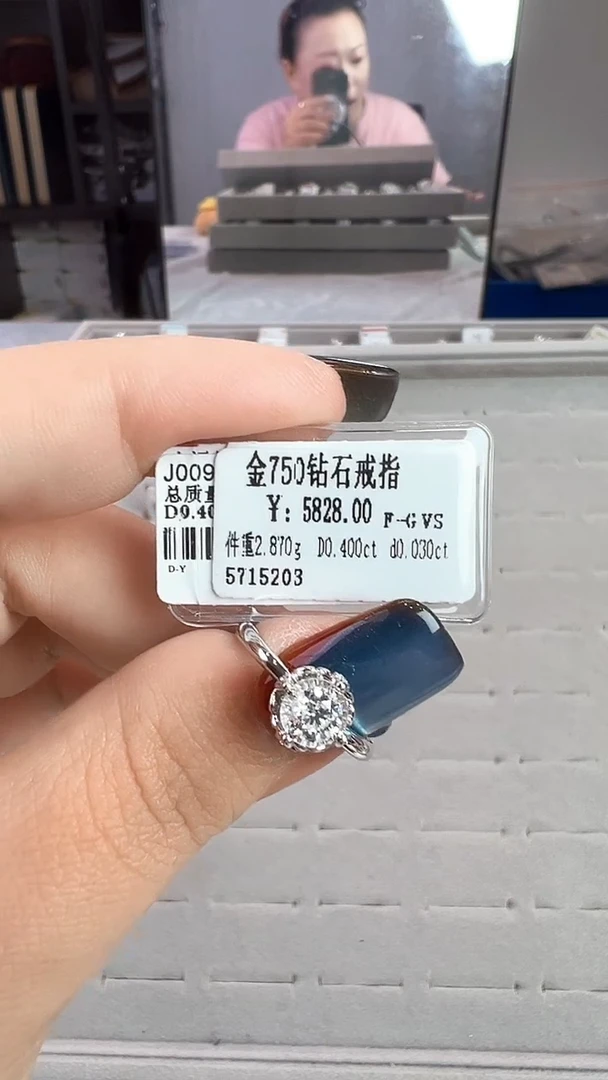 金750钻石戒指
¥: 5828.00 F-G VS
件重2.870g D0.400ct d0.030ct
5715203
J009
总质量
D9.40
D-Y